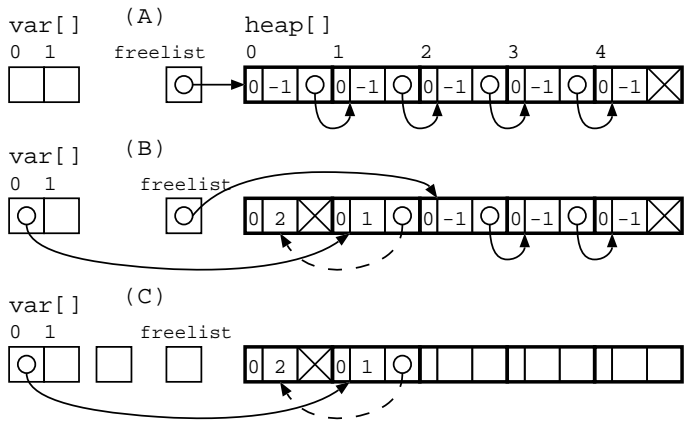 (A)
var[] heap[]
0 1 freelist 0 1 2 3 4
0 -1 0 -1 0 -1 0 -1 0 -1
(B)
var[]
0 1 freelist
0 2 0 1 0 -1 0 -1 0 -1
(C)
var[]
0 1 freelist
0 2 0 1